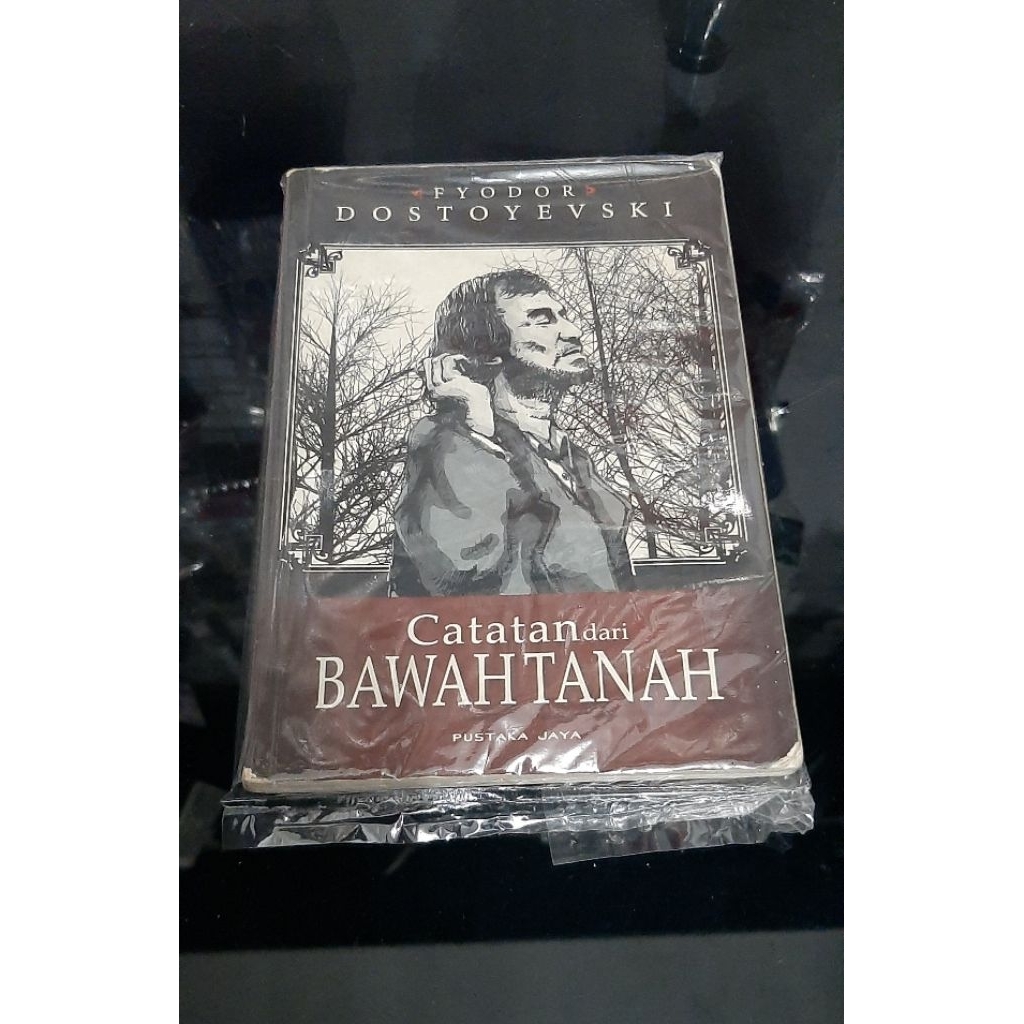 FYODOR
DOSTOYEVSKI
Catatan dari
BAWAH TANAH
PUSTAKA JAYA